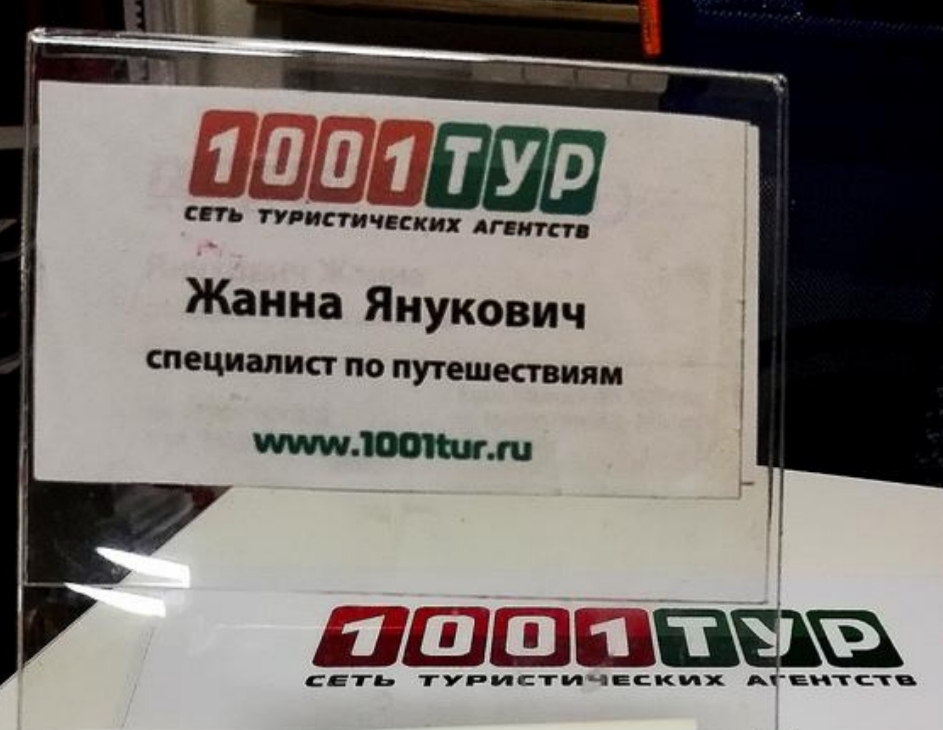 1001ТУР
СЕТЬ ТУРИСТИЧЕСКИХ АГЕНТСТВ
Жанна Янукович
специалист по путешествиям
www.1001tur.ru
1001ТУР
СЕТЬ ТУРИСТИЧЕСКИХ АГЕНТСТВ